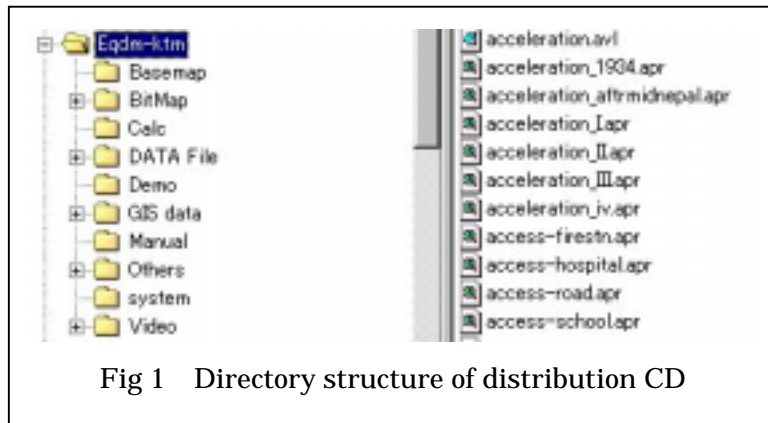 Eqdm-ktm
Basemap
BitMap
Calc
DATA File
Demo
GIS data
Manual
Others
system
Video
acceleration.avl
acceleration_1934.apr
acceleration_aftrmidnepal.apr
acceleration_Ⅰ.apr
acceleration_Ⅱ.apr
acceleration_Ⅲ.apr
acceleration_iv.apr
access-firestn.apr
access-hospital.apr
access-road.apr
access-school.apr
Fig 1 Directory structure of distribution CD